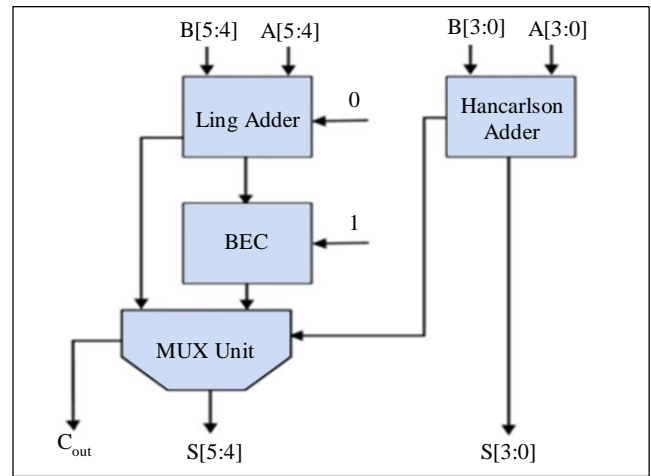 B[5:4] A[5:4] B[3:0] A[3:0]
0
Ling Adder
Hancarlson
Adder
1
BEC
MUX Unit
Cout
S[5:4]
S[3:0]